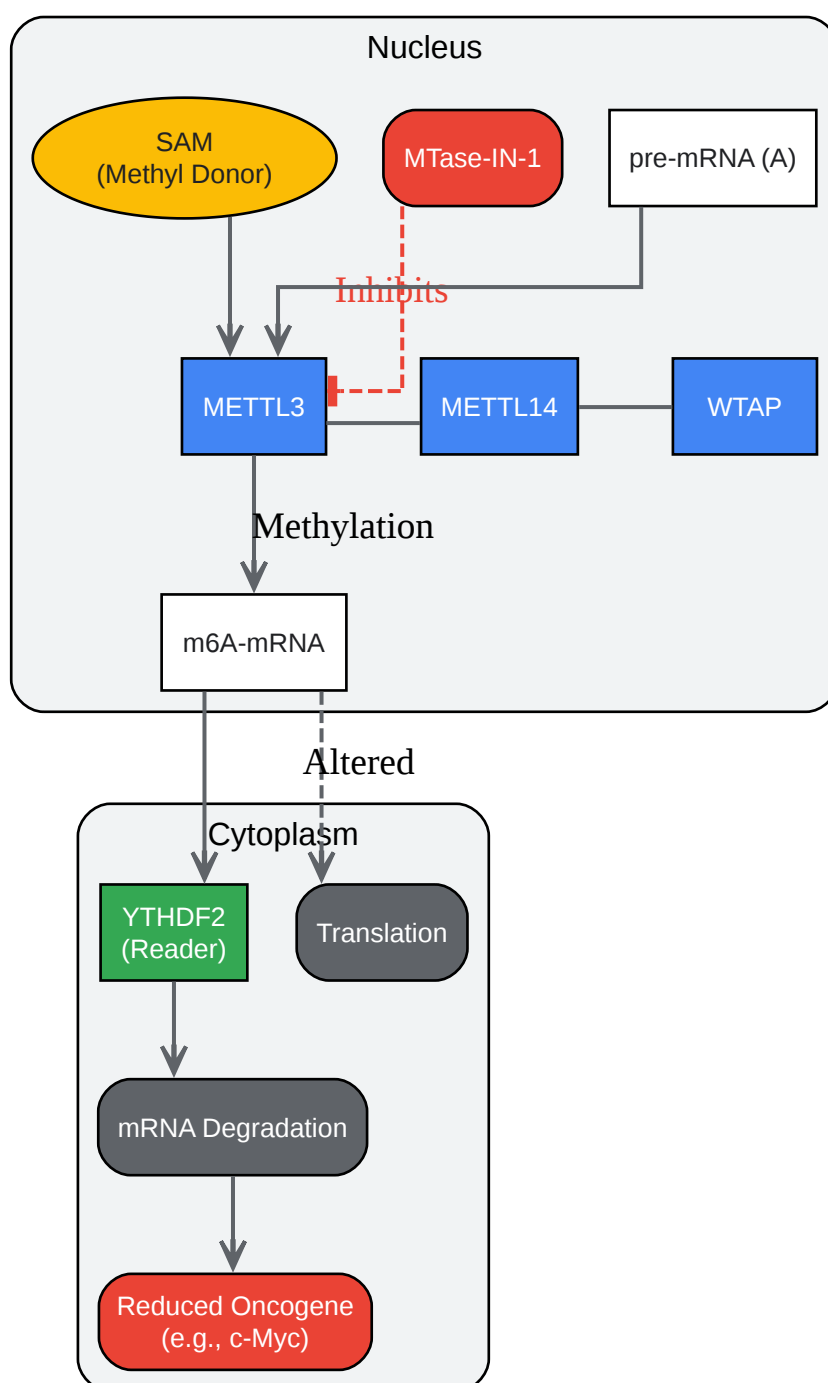 Nucleus
SAM
(Methyl Donor)
MTase-IN-1
pre-mRNA (A)
Inhibits
METTL3
METTL14
WTAP
Methylation
m6A-mRNA
Altered
Cytoplasm
YTHDF2
(Reader)
Translation
mRNA Degradation
Reduced Oncogene
(e.g., c-Myc)